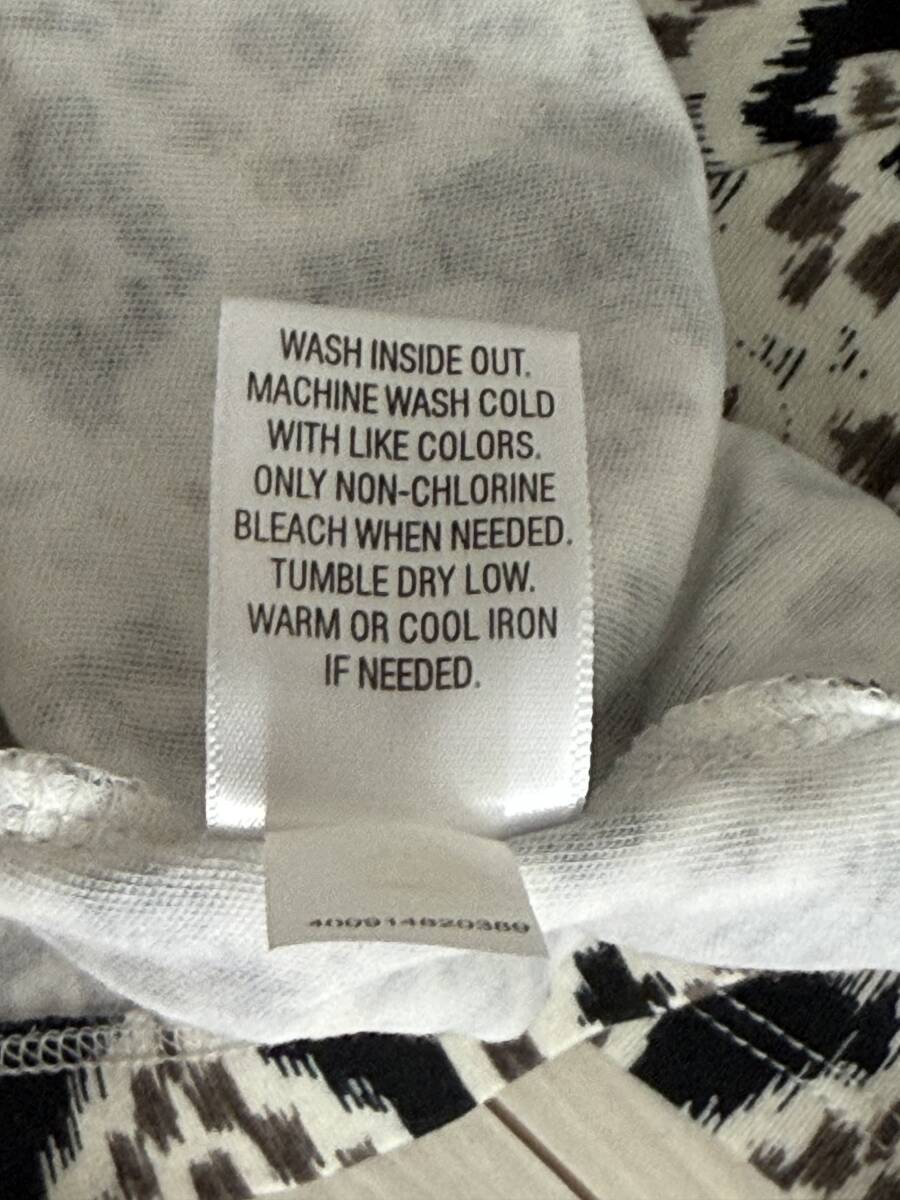 WASH INSIDE OUT.
MACHINE WASH COLD
WITH LIKE COLORS.
ONLY NON-CHLORINE
BLEACH WHEN NEEDED.
TUMBLE DRY LOW.
WARM OR COOL IRON
IF NEEDED.
400914820389